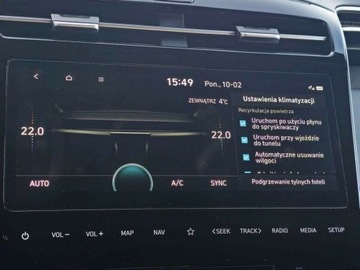 15:49 Pon., 10-02
ZEWNĄTRZ 4°C
Ustawienia klimatyzacji
Recyrkulacja powietrza
Uruchom po użyciu płynu
do spryskiwaczy
Uruchom przy wjeździe
do tunelu
Automatyczne usuwanie
wilgoci
22.0
22.0
AUTO
A/C
SYNC
Podgrzewanie tylnych foteli
VOL−
VOL+
MAP
NAV
<SEEK
TRACK>
RADIO
MEDIA
SETUP